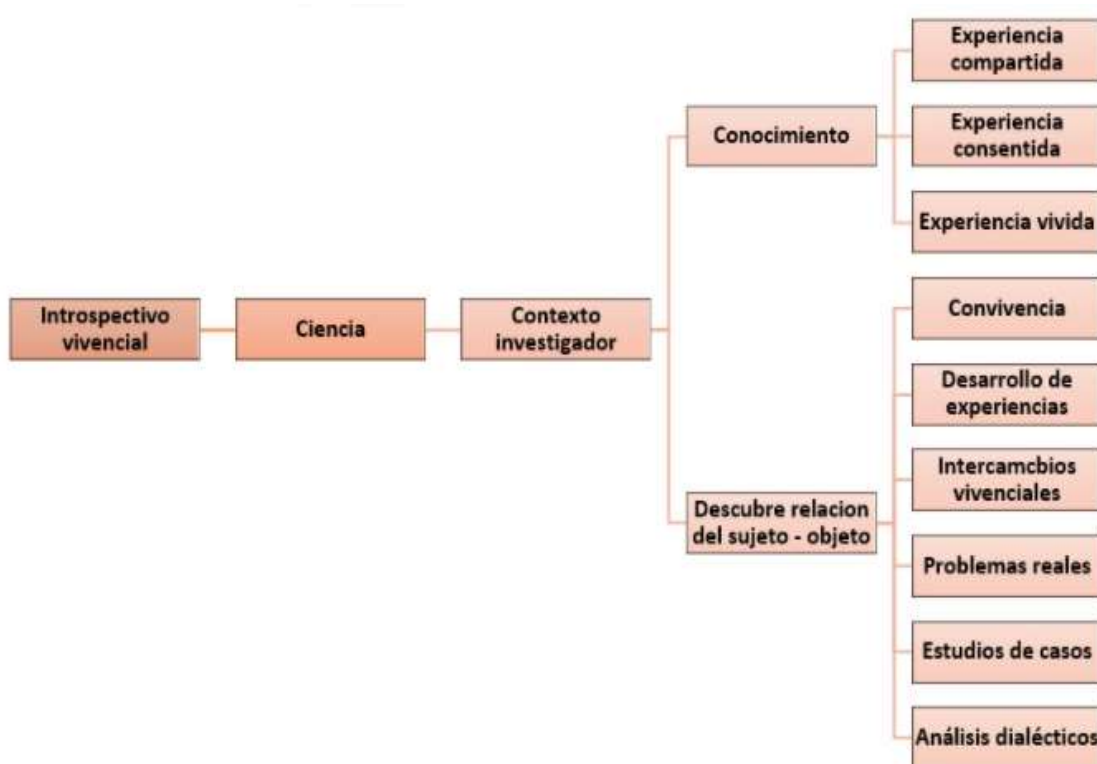 Introspectivo
vivencial
Ciencia
Contexto
investigador
Conocimiento
Experiencia
compartida
Experiencia
consentida
Experiencia vivida
Descubre relacion
del sujeto - objeto
Convivencia
Desarrollo de
experiencias
Intercamcbios
vivenciales
Problemas reales
Estudios de casos
Análisis dialécticos